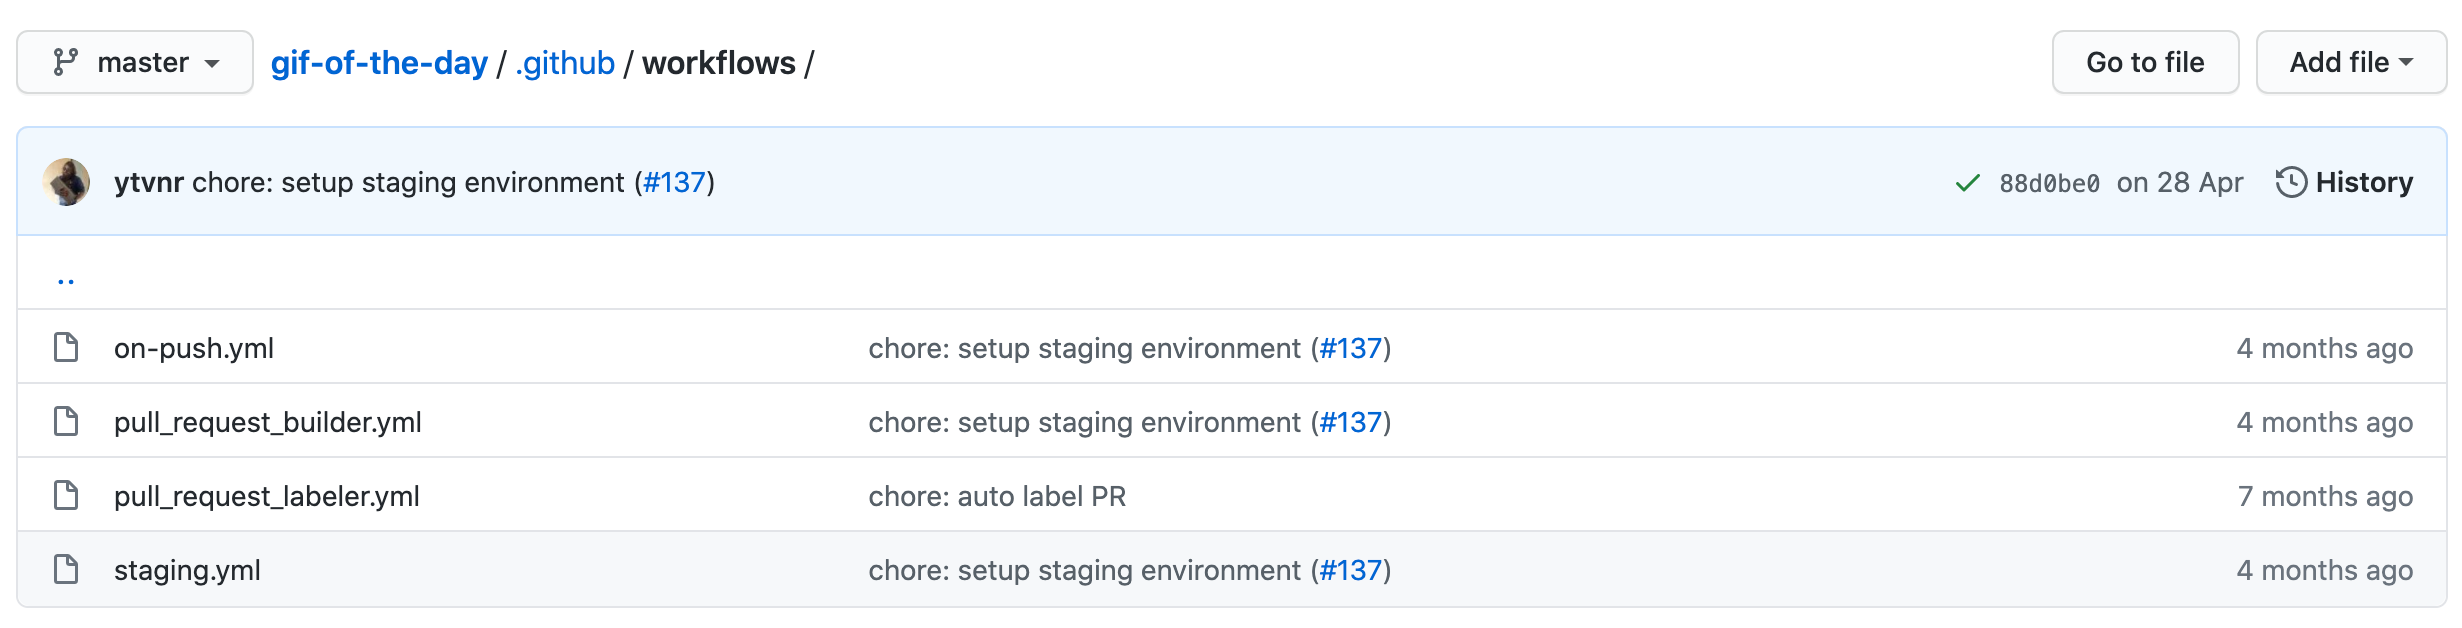 master gif-of-the-day / .github / workflows / Go to file Add file
ytvnr chore: setup staging environment (#137) 88d0be0 on 28 Apr History
..
on-push.yml chore: setup staging environment (#137) 4 months ago
pull_request_builder.yml chore: setup staging environment (#137) 4 months ago
pull_request_labeler.yml chore: auto label PR 7 months ago
staging.yml chore: setup staging environment (#137) 4 months ago